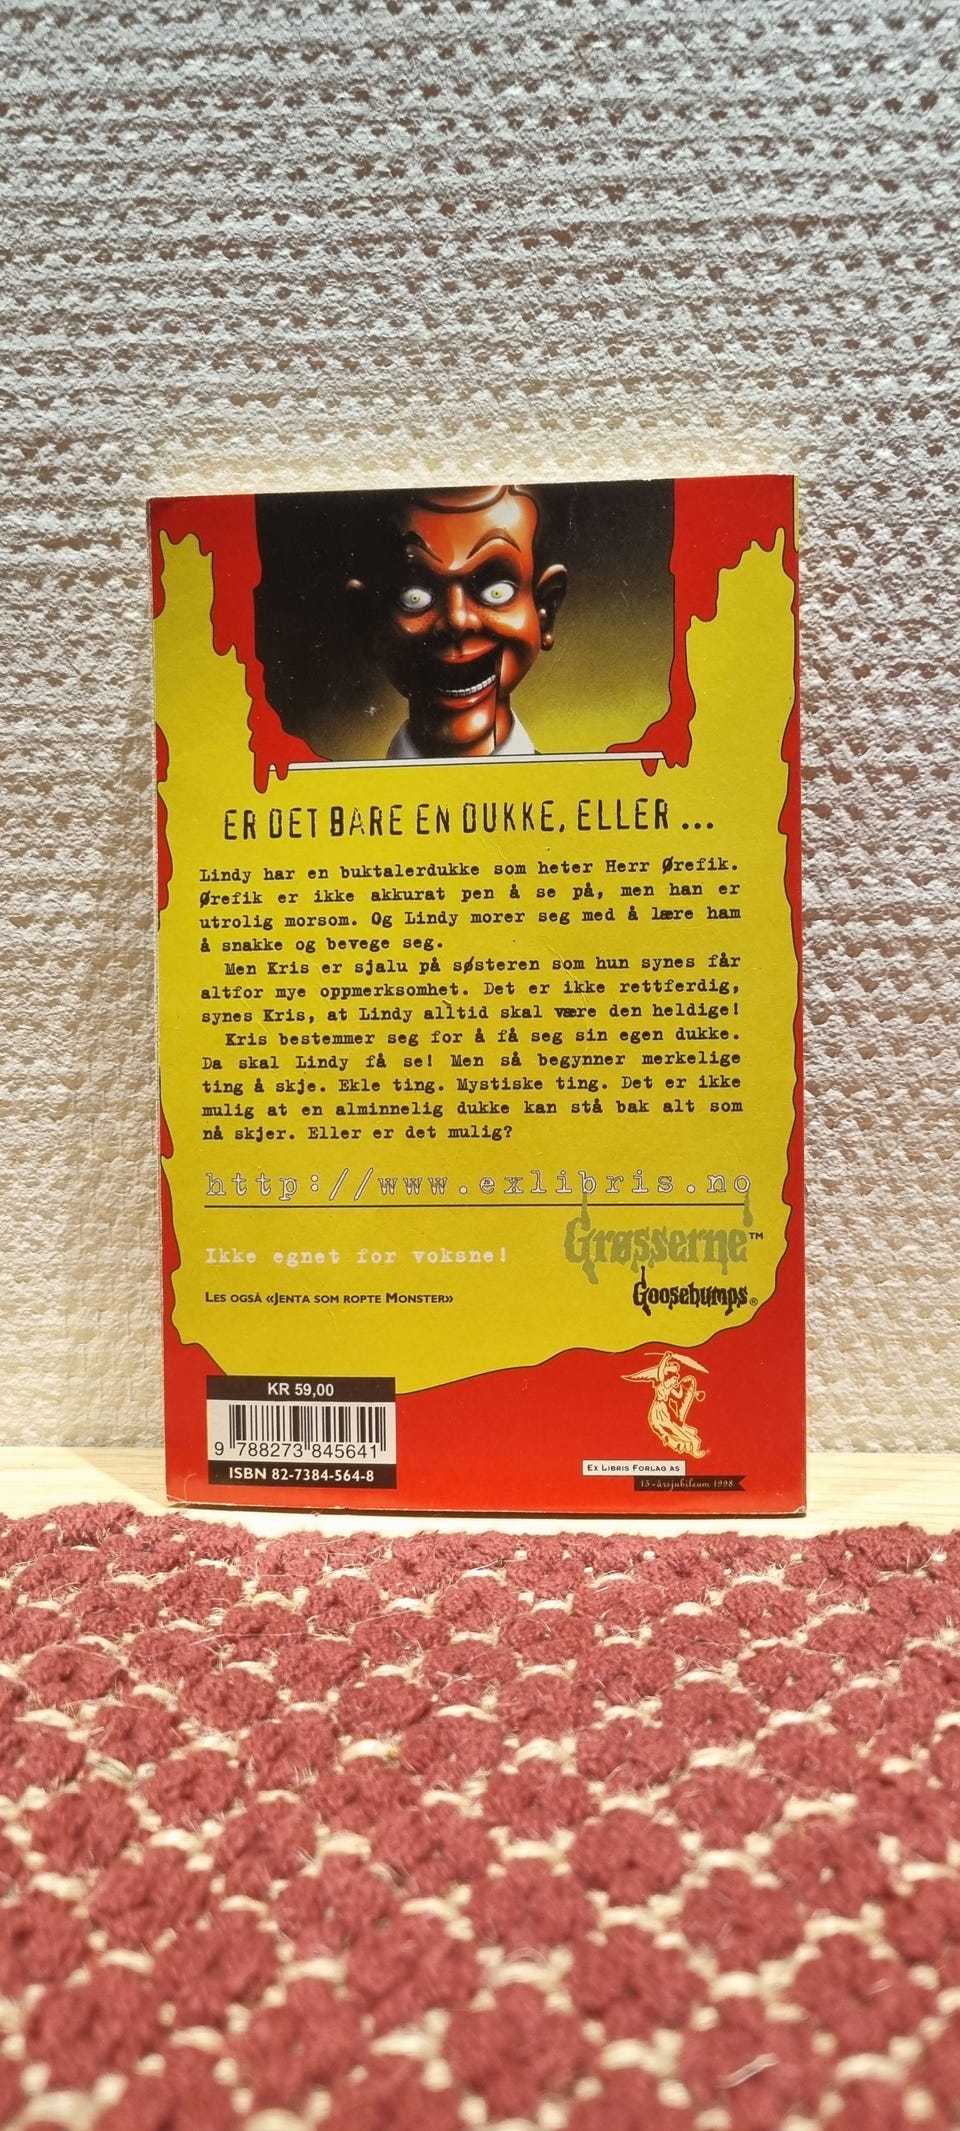 ER DET BARE EN DUKKE, ELLER ...
Lindy har en buktalerdukke som heter Herr Ørefik.
Ørefik er ikke akkurat pen å se på, men han er
utrolig morsom. Og Lindy morer seg med å lære ham
å snakke og bevege seg.
Men Kris er sjalu på søsteren som hun synes får
altfor mye oppmerksomhet. Det er ikke rettferdig,
synes Kris, at Lindy alltid skal være den heldige!
Kris bestemmer seg for å få seg sin egen dukke.
Da skal Lindy få se! Men så begynner merkelige
ting å skje. Ekle ting. Mystiske ting. Det er ikke
mulig at en alminnelig dukke kan stå bak alt som
nå skjer. Eller er det mulig?
http://www.exlibris.no
Grøsserne™
Ikke egnet for voksne!
Goosebumps®
LES OGSÅ «JENTA SOM ROPTE MONSTER»
KR 59,00
9 788273 845641
ISBN 82-7384-564-8
EX LIBRIS FORLAG AS
15-årsjubileum 1998